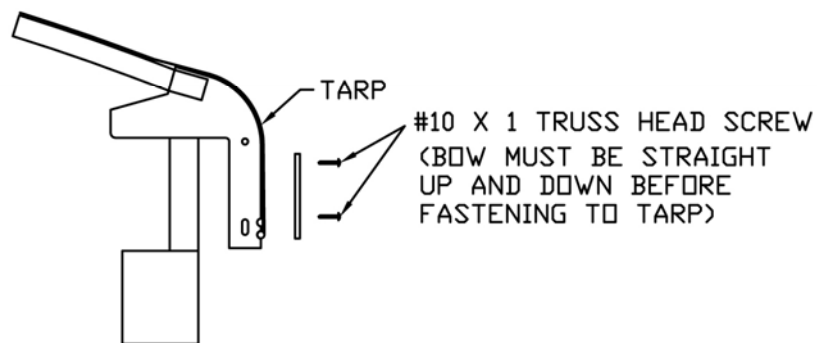 TARP
#10 X 1 TRUSS HEAD SCREW
(BOW MUST BE STRAIGHT
UP AND DOWN BEFORE
FASTENING TO TARP)